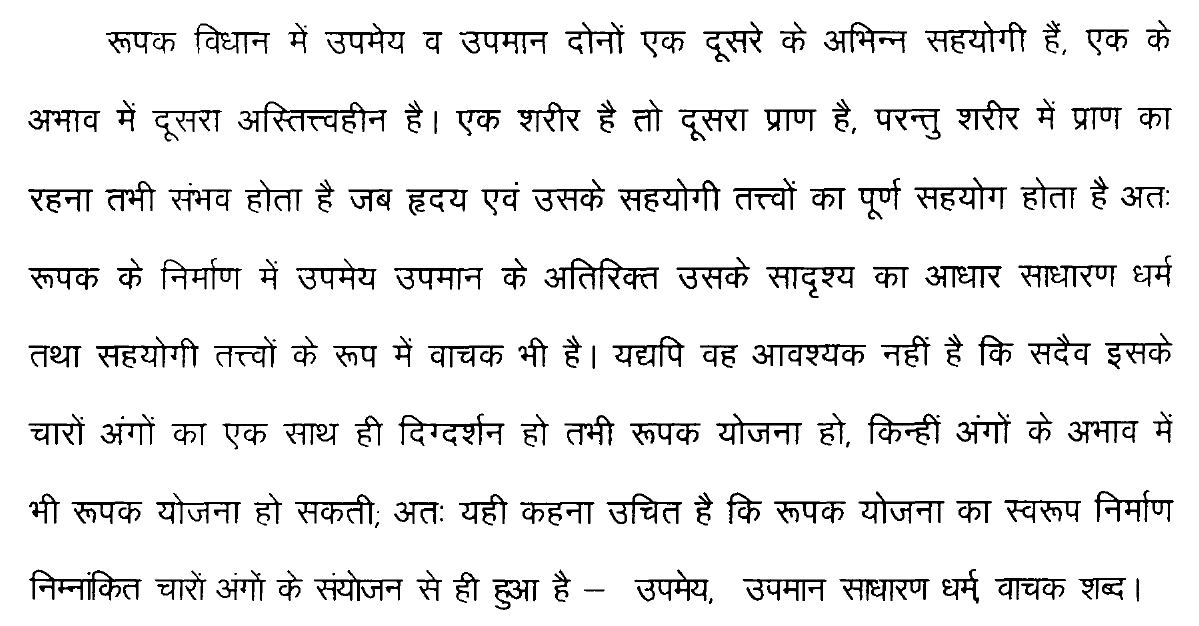 रूपक विधान में उपमेय व उपमान दोनों एक दूसरे के अभिन्न सहयोगी हैं, एक के
अभाव में दूसरा अस्तित्त्वहीन है। एक शरीर है तो दूसरा प्राण है, परन्तु शरीर में प्राण का
रहना तभी संभव होता है जब हृदय एवं उसके सहयोगी तत्त्वों का पूर्ण सहयोग होता है अतः
रूपक के निर्माण में उपमेय उपमान के अतिरिक्त उसके सादृश्य का आधार साधारण धर्म
तथा सहयोगी तत्त्वों के रूप में वाचक भी है। यद्यपि वह आवश्यक नहीं है कि सदैव इसके
चारों अंगों का एक साथ ही दिग्दर्शन हो तभी रूपक योजना हो, किन्हीं अंगों के अभाव में
भी रूपक योजना हो सकती; अतः यही कहना उचित है कि रूपक योजना का स्वरूप निर्माण
निम्नांकित चारों अंगों के संयोजन से ही हुआ है – उपमेय, उपमान साधारण धर्म, वाचक शब्द।